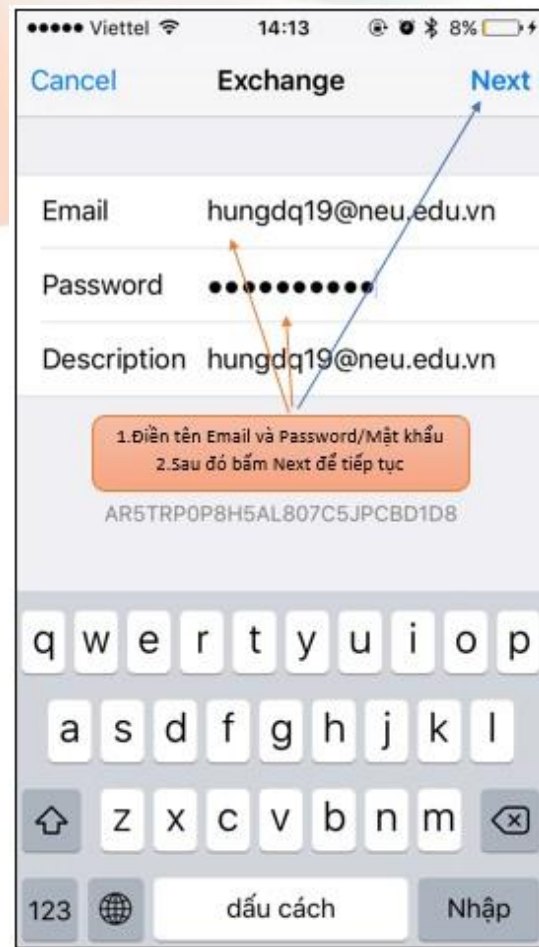 ●●●●● Viettel 14:13 8%
Cancel Exchange Next
Email hungdq19@neu.edu.vn
Password ●●●●●●●●●●
Description hungdq19@neu.edu.vn
1.Điền tên Email và Password/Mật khẩu
2.Sau đó bấm Next để tiếp tục
AR5TRP0P8H5AL807C5JPCBD1D8
q w e r t y u i o p
a s d f g h j k l
z x c v b n m
123 dấu cách Nhập